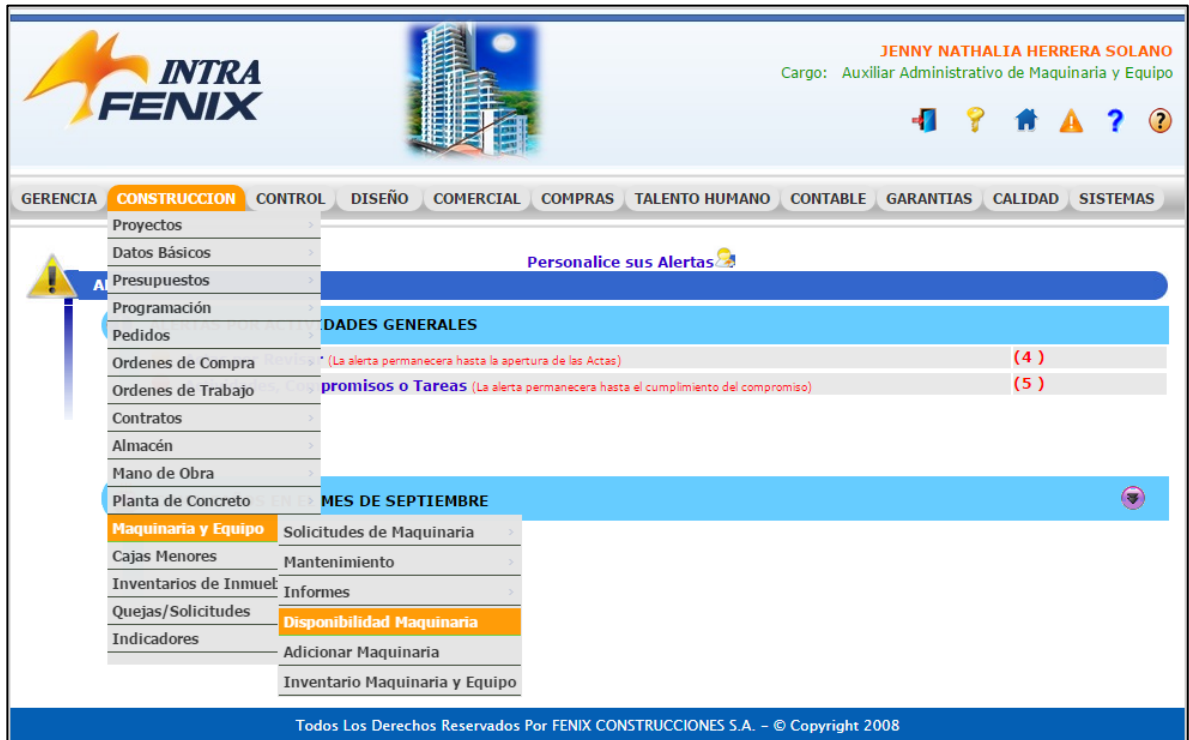 INTRA
FENIX
JENNY NATHALIA HERRERA SOLANO
Cargo: Auxiliar Administrativo de Maquinaria y Equipo
GERENCIA CONSTRUCCION CONTROL DISEÑO COMERCIAL COMPRAS TALENTO HUMANO CONTABLE GARANTIAS CALIDAD SISTEMAS
Proyectos
Datos Básicos
Personalice sus Alertas
Presupuestos
Programación
DADES GENERALES
Pedidos
Ordenes de Compra
(La alerta permanecera hasta la apertura de las Actas) (4 )
Ordenes de Trabajo
promisos o Tareas (La alerta permanecera hasta el cumplimiento del compromiso) (5 )
Contratos
Almacén
Mano de Obra
Planta de Concreto
MES DE SEPTIEMBRE
Maquinaria y Equipo
Solicitudes de Maquinaria
Cajas Menores
Mantenimiento
Inventarios de Inmueb
Informes
Quejas/Solicitudes
Disponibilidad Maquinaria
Indicadores
Adicionar Maquinaria
Inventario Maquinaria y Equipo
Todos Los Derechos Reservados Por FENIX CONSTRUCCIONES S.A. – © Copyright 2008